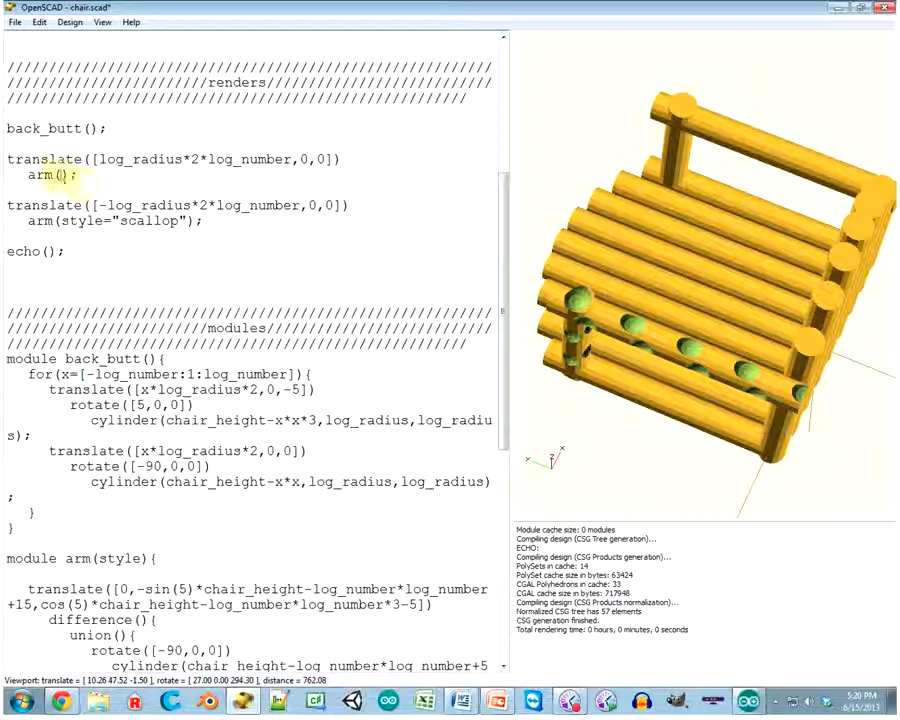 OpenSCAD - chair.scad*
File Edit Design View Help
//////////////////////////////////////////////////////////
////////////////////////renders///////////////////////////
///////////////////////////////////////////////////////
back_butt();
translate([log_radius*2*log_number,0,0])
arm();
translate([-log_radius*2*log_number,0,0])
arm(style="scallop");
echo();
//////////////////////////////////////////////////////////
////////////////////////modules///////////////////////////
///////////////////////////////////////////////////////
module back_butt(){
for(x=[-log_number:1:log_number]){
translate([x*log_radius*2,0,-5])
rotate([5,0,0])
cylinder(chair_height-x*x*3,log_radius,log_radiu
s);
translate([x*log_radius*2,0,0])
rotate([-90,0,0])
cylinder(chair_height-x*x,log_radius,log_radius)
;
}
}
module arm(style){
translate([0,-sin(5)*chair_height-log_number*log_number
+15,cos(5)*chair_height-log_number*log_number*3-5])
difference(){
union(){
rotate([-90,0,0])
cylinder(chair_height-log_number*log_number+5
Module cache size: 0 modules
Compiling design (CSG Tree generation)...
ECHO:
Compiling design (CSG Products generation)...
PolySets in cache: 14
PolySet cache size in bytes: 63424
CGAL Polyhedrons in cache: 33
CGAL cache size in bytes: 717948
Compiling design (CSG Products normalization)...
Normalized CSG tree has 57 elements
CSG generation finished.
Total rendering time: 0 hours, 0 minutes, 0 seconds
Viewport: translate = [ 10.26 47.52 -1.50 ], rotate = [ 27.00 0.00 294.30 ], distance = 762.08
5:20 PM
6/15/2013